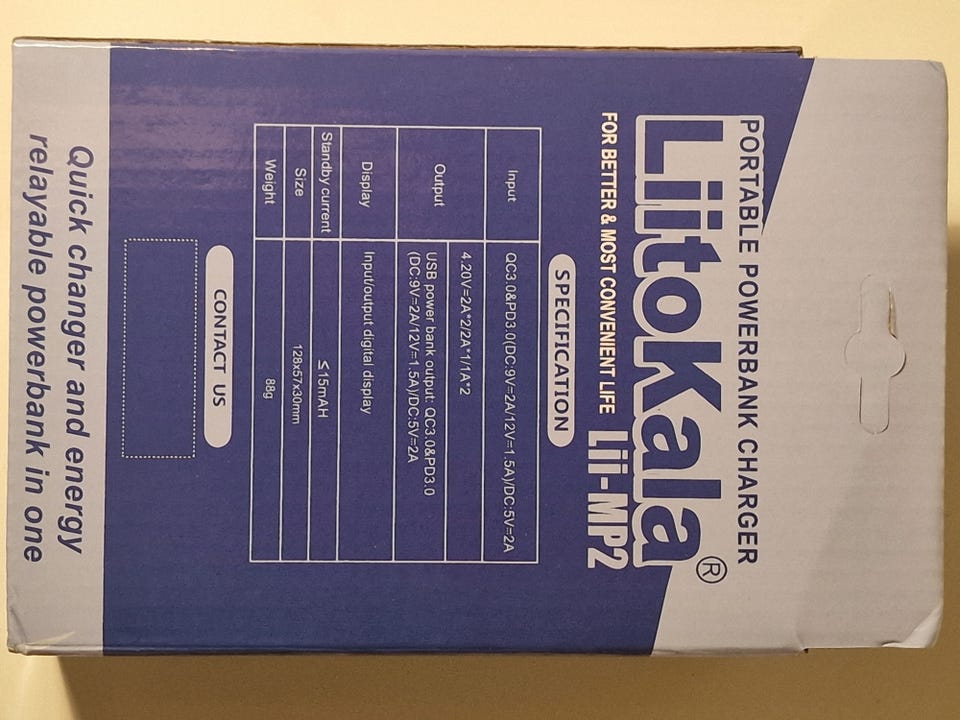 PORTABLE POWERBANK CHARGER
LiitoKala®
FOR BETTER & MOST CONVENIENT LIFE Lii-MP2
SPECIFICATION
Input QC3.0&PD3.0(DC:9V=2A/12V=1.5A)/DC:5V=2A
Output 4.20V=2A*2/2A*1/1A*2
USB power bank output: QC3.0&PD3.0
(DC:9V=2A/12V=1.5A)/DC:5V=2A
Display Input/output digital display
Standby current ≤15mAH
Size 128x57x30mm
Weight 88g
CONTACT US
Quick changer and energy
relayable powerbank in one